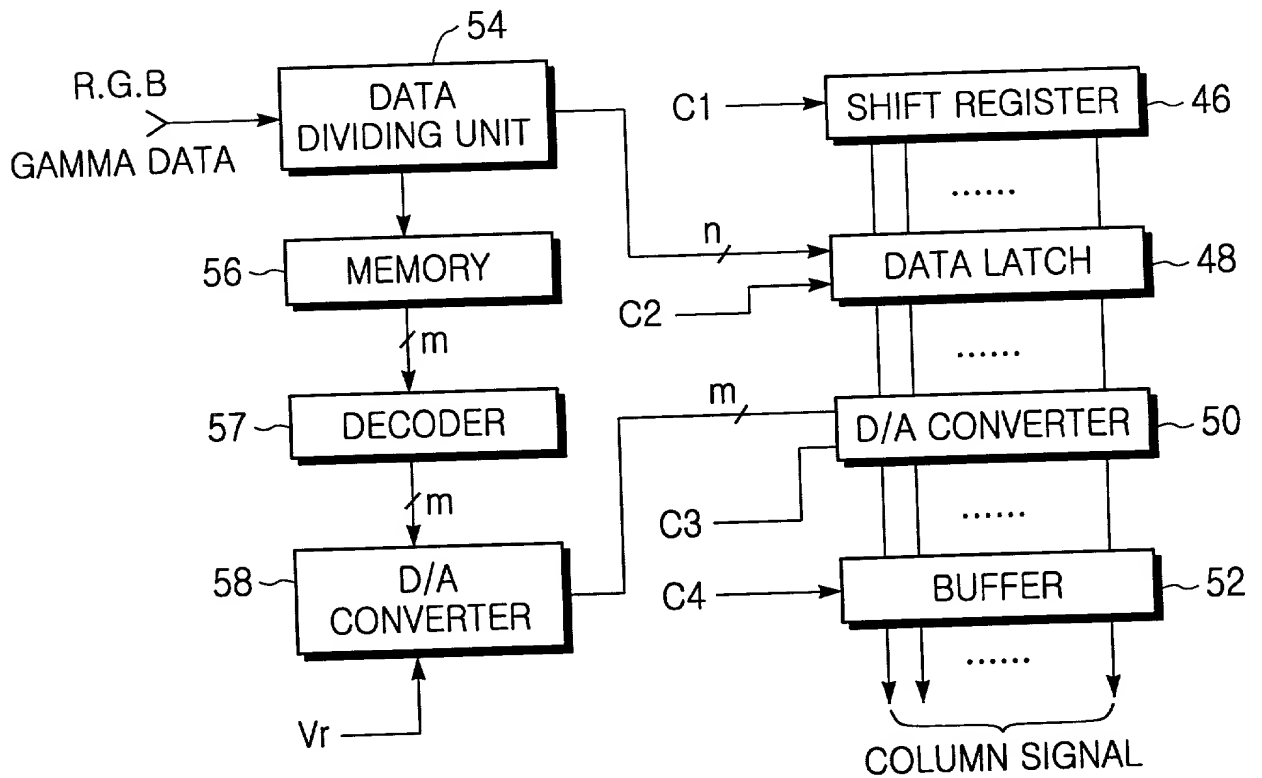 54
R.G.B
GAMMA DATA
DATA
DIVIDING UNIT
C1
SHIFT REGISTER
46
......
56
MEMORY
n
C2
DATA LATCH
48
m
......
57
DECODER
m
D/A CONVERTER
50
m
C3
......
58
D/A
CONVERTER
C4
BUFFER
52
......
Vr
COLUMN SIGNAL